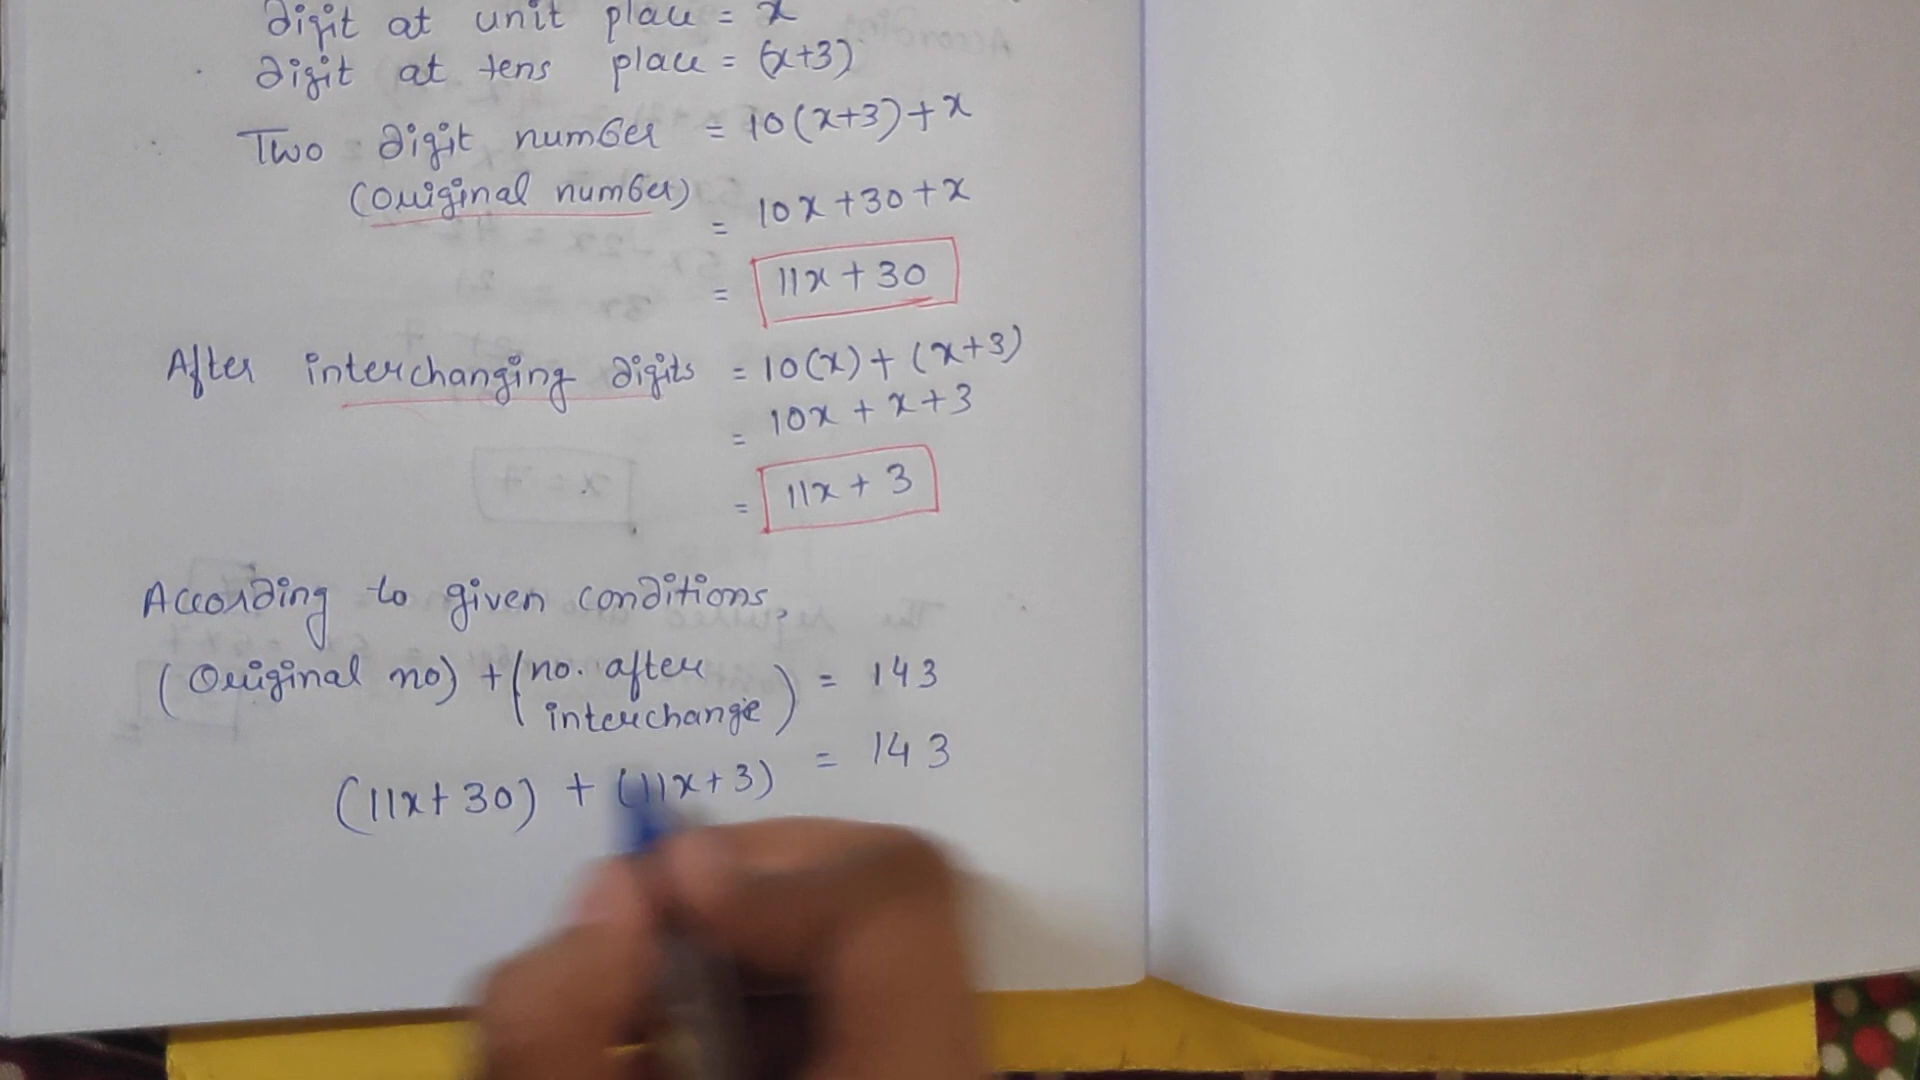 digit at unit place = x
digit at tens place = (x+3)
Two digit number = 10(x+3)+x
(Original number)
= 10x+30+x
= 11x+30
After interchanging digits = 10(x)+(x+3)
= 10x+x+3
= 11x+3
According to given conditions,
(Original no) + (no. after interchange) = 143
(11x+30) + (11x+3) = 143